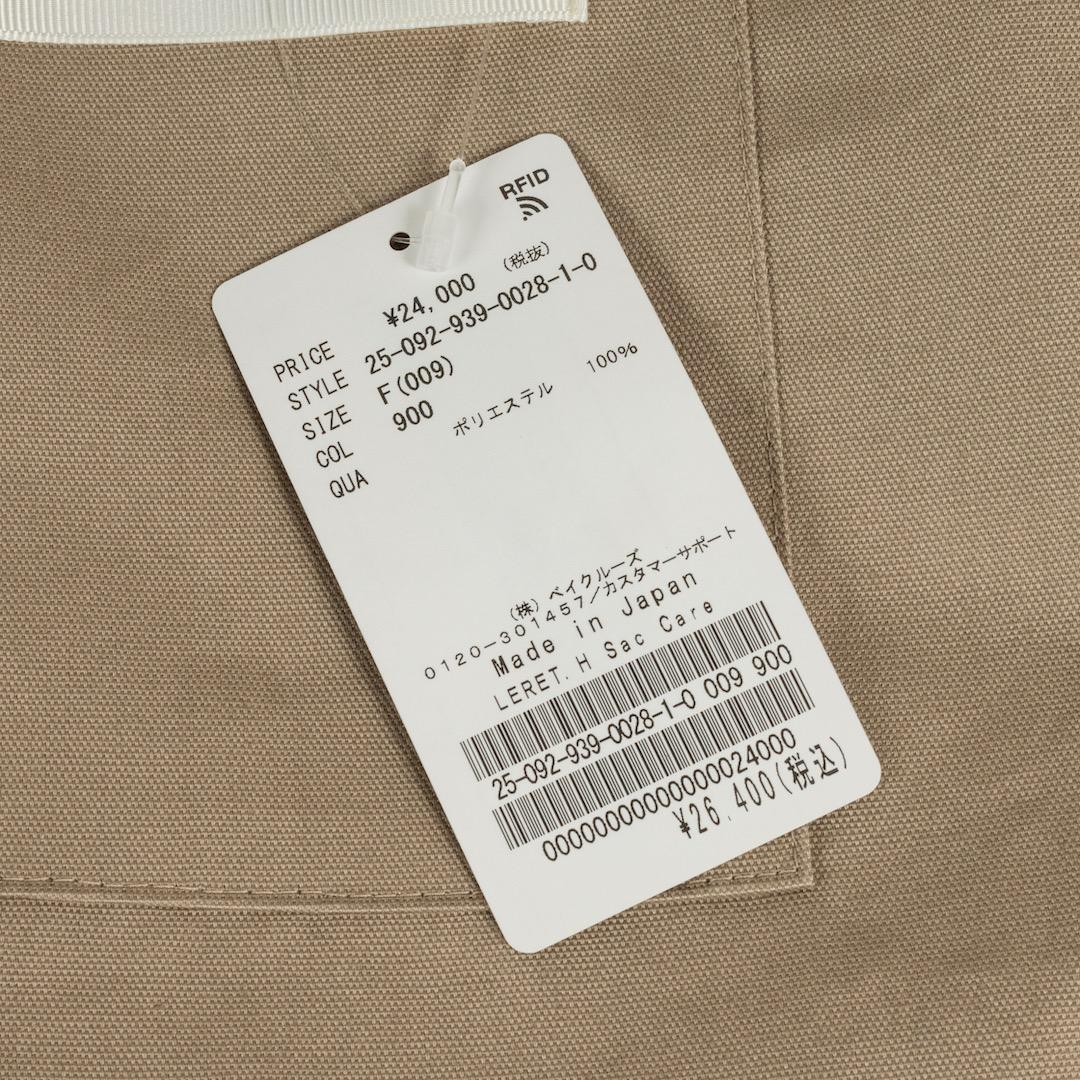 RFID
PRICE ¥24,000 (税抜)
STYLE 25-092-939-0028-1-0
SIZE F(009)
COL 900
QUA ポリエステル 100%
(株) ベイクルーズ
0120-301457/カスタマーサポート
Made in Japan
LERET. H Sac Care
25-092-939-0028-1-0 009 900
0000000000000024000
¥26,400(税込)